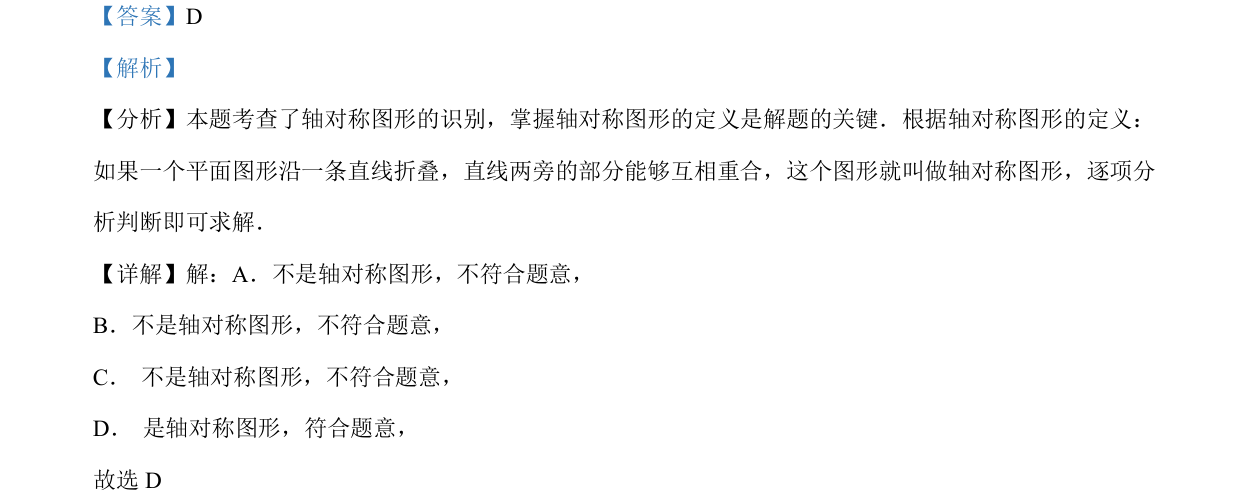 【答案】D
【解析】
【分析】本题考查了轴对称图形的识别，掌握轴对称图形的定义是解题的关键．根据轴对称图形的定义：
如果一个平面图形沿一条直线折叠，直线两旁的部分能够互相重合，这个图形就叫做轴对称图形，逐项分
析判断即可求解．
【详解】解：A．不是轴对称图形，不符合题意，
B．不是轴对称图形，不符合题意，
C． 不是轴对称图形，不符合题意，
D． 是轴对称图形，符合题意，
故选 D